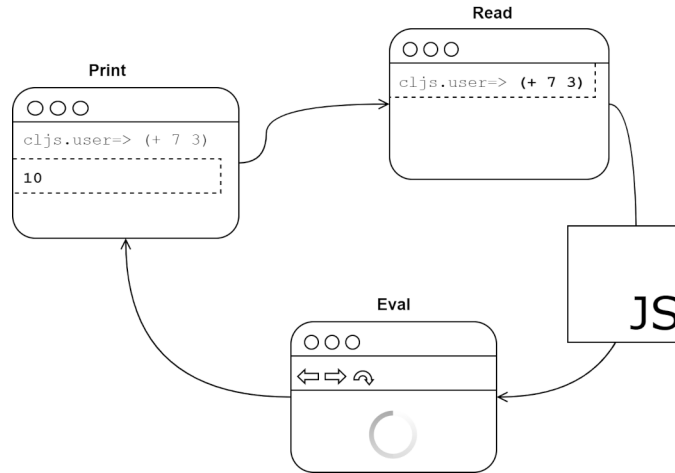 Read
cljs.user=> (+ 7 3)
Print
cljs.user=> (+ 7 3)
10
JS
Eval